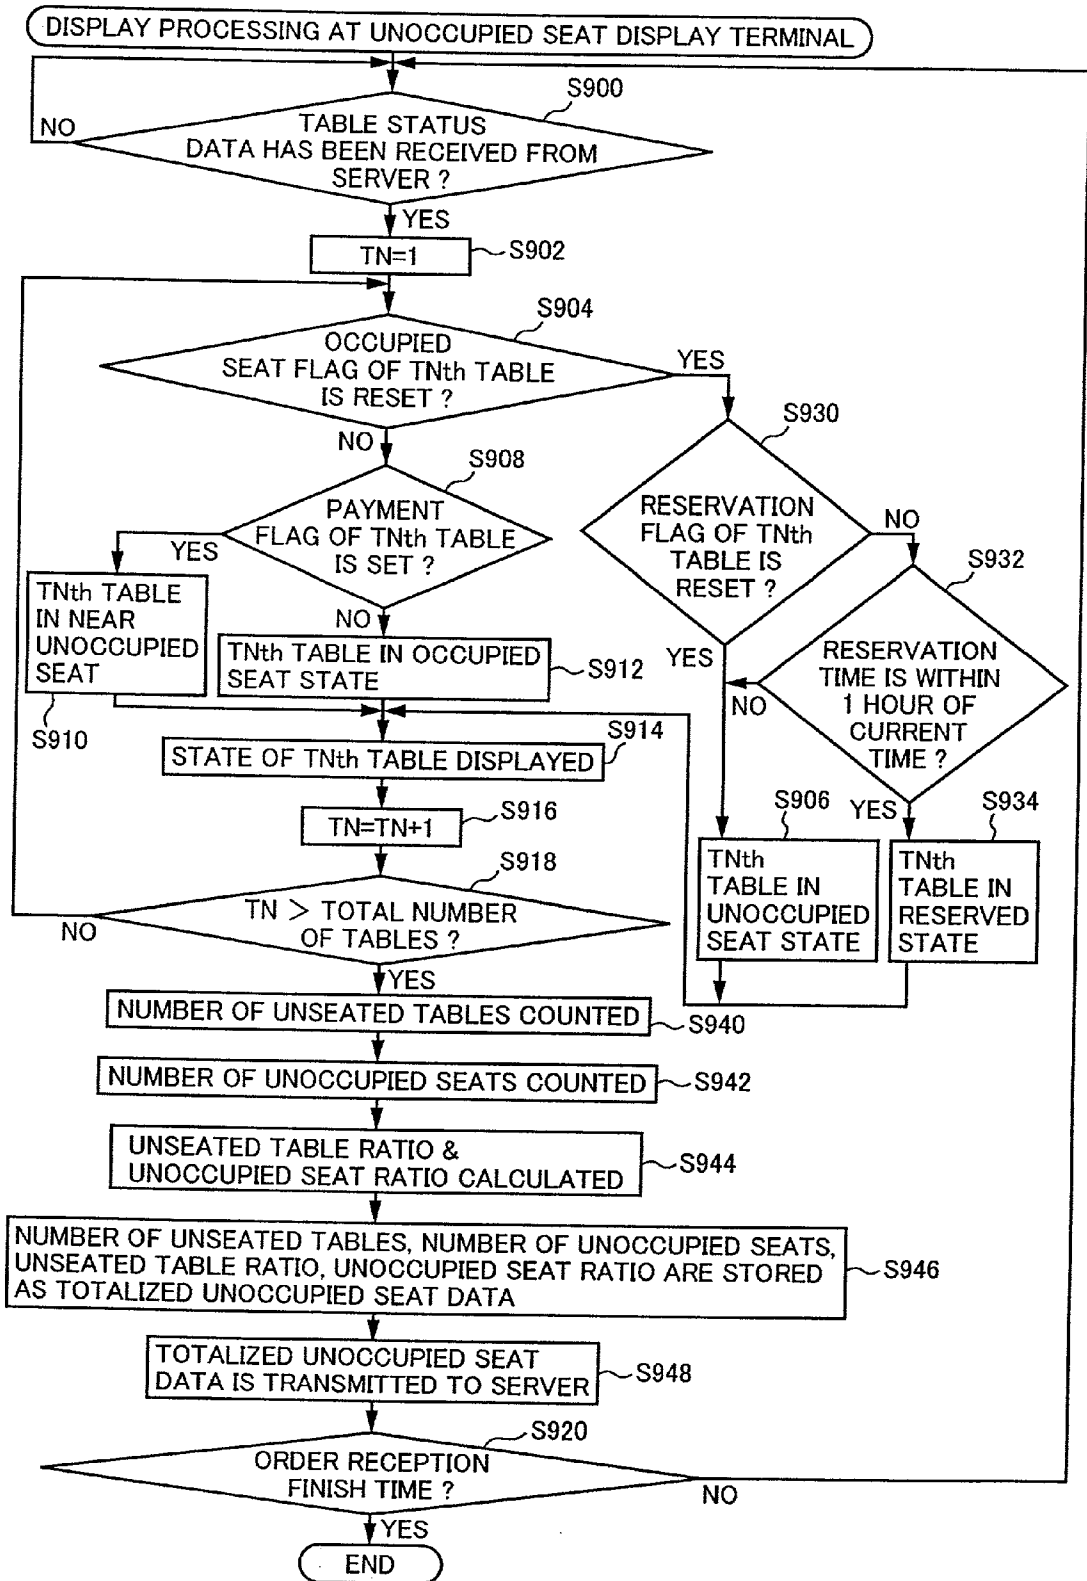 DISPLAY PROCESSING AT UNOCCUPIED SEAT DISPLAY TERMINAL
S900
NO
TABLE STATUS
DATA HAS BEEN RECEIVED FROM
SERVER ?
YES
TN=1
S902
S904
OCCUPIED
SEAT FLAG OF TNth TABLE
IS RESET ?
YES
NO
S930
S908
PAYMENT
FLAG OF TNth TABLE
IS SET ?
YES
NO
RESERVATION
FLAG OF TNth
TABLE IS
RESET ?
NO
YES
S932
TNth TABLE
IN NEAR
UNOCCUPIED
SEAT
S910
TNth TABLE IN OCCUPIED
SEAT STATE
S912
RESERVATION
TIME IS WITHIN
1 HOUR OF
CURRENT
TIME ?
NO
YES
S914
STATE OF TNth TABLE DISPLAYED
S906
S934
TN=TN+1
S916
TNth
TABLE IN
UNOCCUPIED
SEAT STATE
TNth
TABLE IN
RESERVED
STATE
S918
TN > TOTAL NUMBER
OF TABLES ?
NO
YES
NUMBER OF UNSEATED TABLES COUNTED
S940
NUMBER OF UNOCCUPIED SEATS COUNTED
S942
UNSEATED TABLE RATIO &
UNOCCUPIED SEAT RATIO CALCULATED
S944
NUMBER OF UNSEATED TABLES, NUMBER OF UNOCCUPIED SEATS,
UNSEATED TABLE RATIO, UNOCCUPIED SEAT RATIO ARE STORED
AS TOTALIZED UNOCCUPIED SEAT DATA
S946
TOTALIZED UNOCCUPIED SEAT
DATA IS TRANSMITTED TO SERVER
S948
S920
ORDER RECEPTION
FINISH TIME ?
NO
YES
END